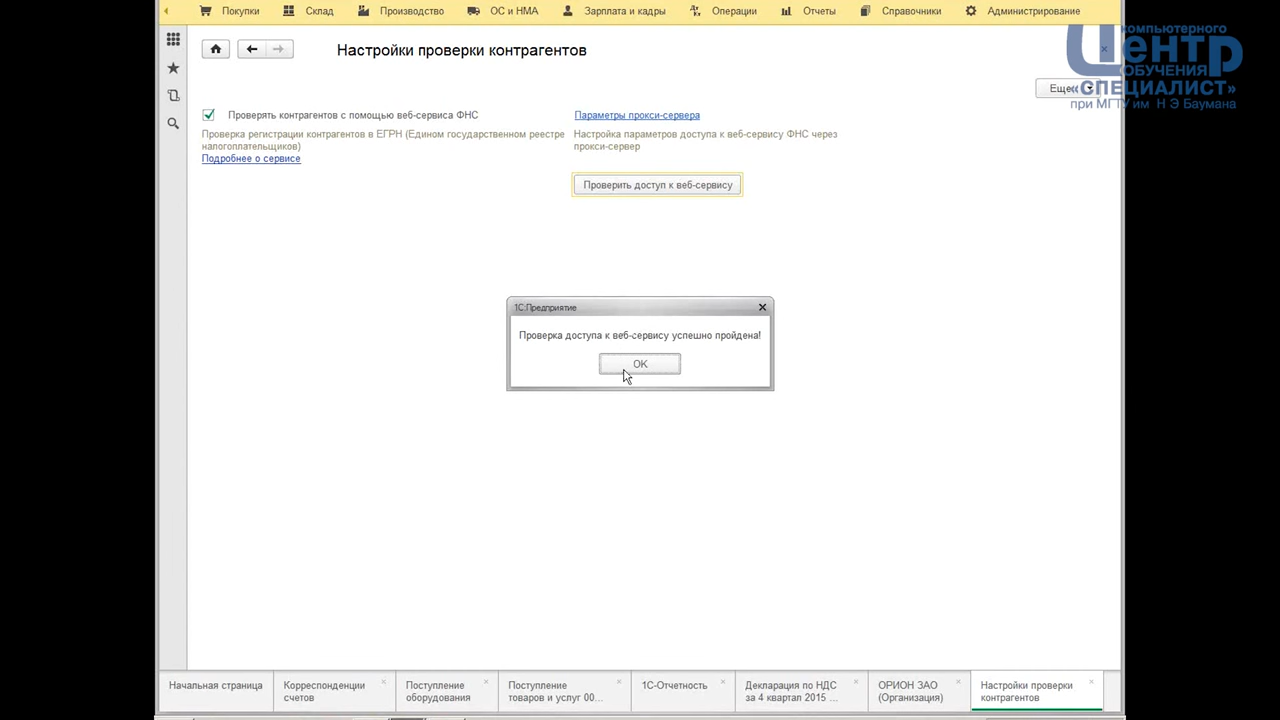 Покупки Склад Производство ОС и НМА Зарплата и кадры Операции Отчеты Справочники Администрирование
Настройки проверки контрагентов
компьютерного
Центр
ОБУЧЕНИЯ
«СПЕЦИАЛИСТ»
при МГТУ им Н Э Баумана
Еще
Проверять контрагентов с помощью веб-сервиса ФНС
Проверка регистрации контрагентов в ЕГРН (Едином государственном реестре
налогоплательщиков)
Подробнее о сервисе
Параметры прокси-сервера
Настройка параметров доступа к веб-сервису ФНС через
прокси-сервер
Проверить доступ к веб-сервису
1С:Предприятие
Проверка доступа к веб-сервису успешно пройдена!
OK
Начальная страница
Корреспонденции
счетов
Поступление
оборудования
Поступление
товаров и услуг 00...
1С-Отчетность
Декларация по НДС
за 4 квартал 2015 ...
ОРИОН ЗАО
(Организация)
Настройки проверки
контрагентов